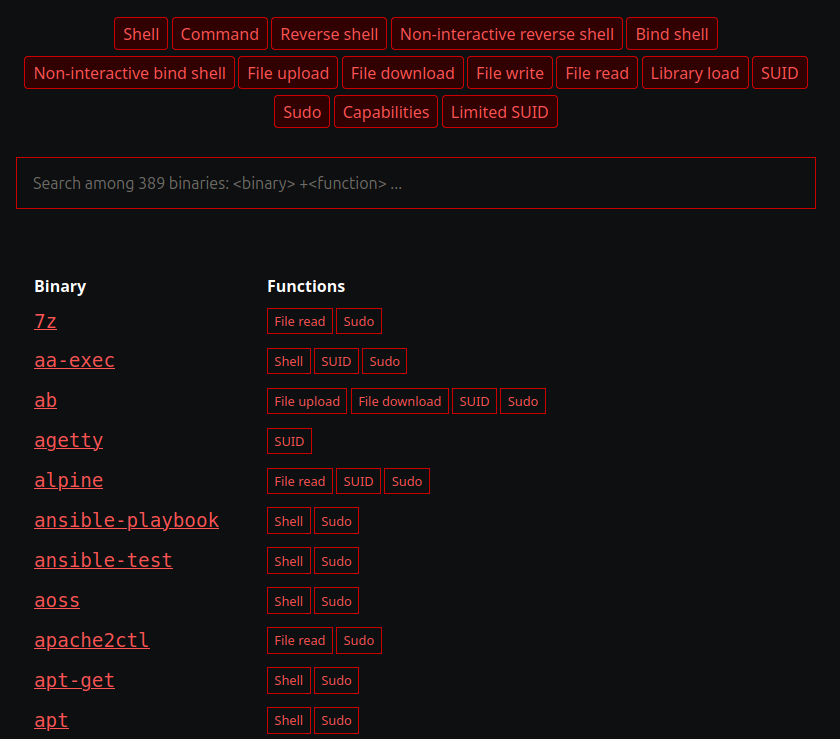 Shell Command Reverse shell Non-interactive reverse shell Bind shell
Non-interactive bind shell File upload File download File write File read Library load SUID
Sudo Capabilities Limited SUID
Search among 389 binaries: <binary> +<function> ...
Binary Functions
7z File read Sudo
aa-exec Shell SUID Sudo
ab File upload File download SUID Sudo
agetty SUID
alpine File read SUID Sudo
ansible-playbook Shell Sudo
ansible-test Shell Sudo
aoss Shell Sudo
apache2ctl File read Sudo
apt-get Shell Sudo
apt Shell Sudo